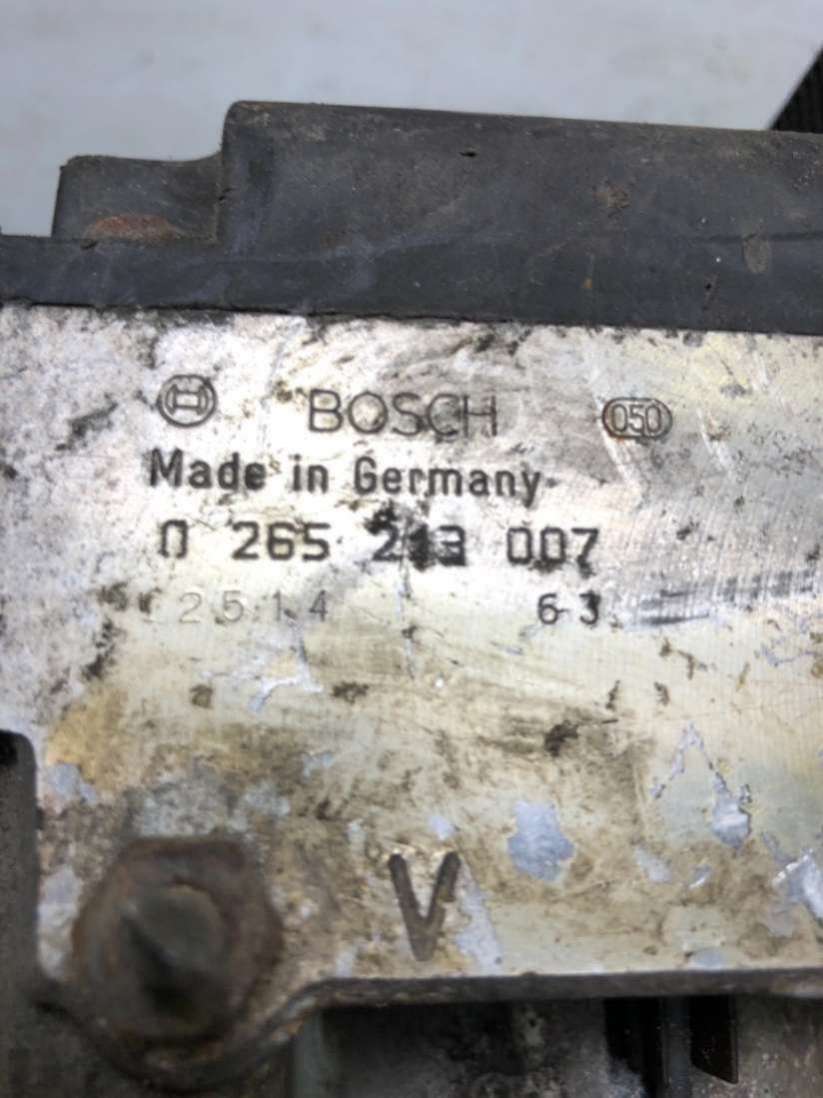 BOSCH 050
Made in Germany
0 265 213 007
2514 63
V